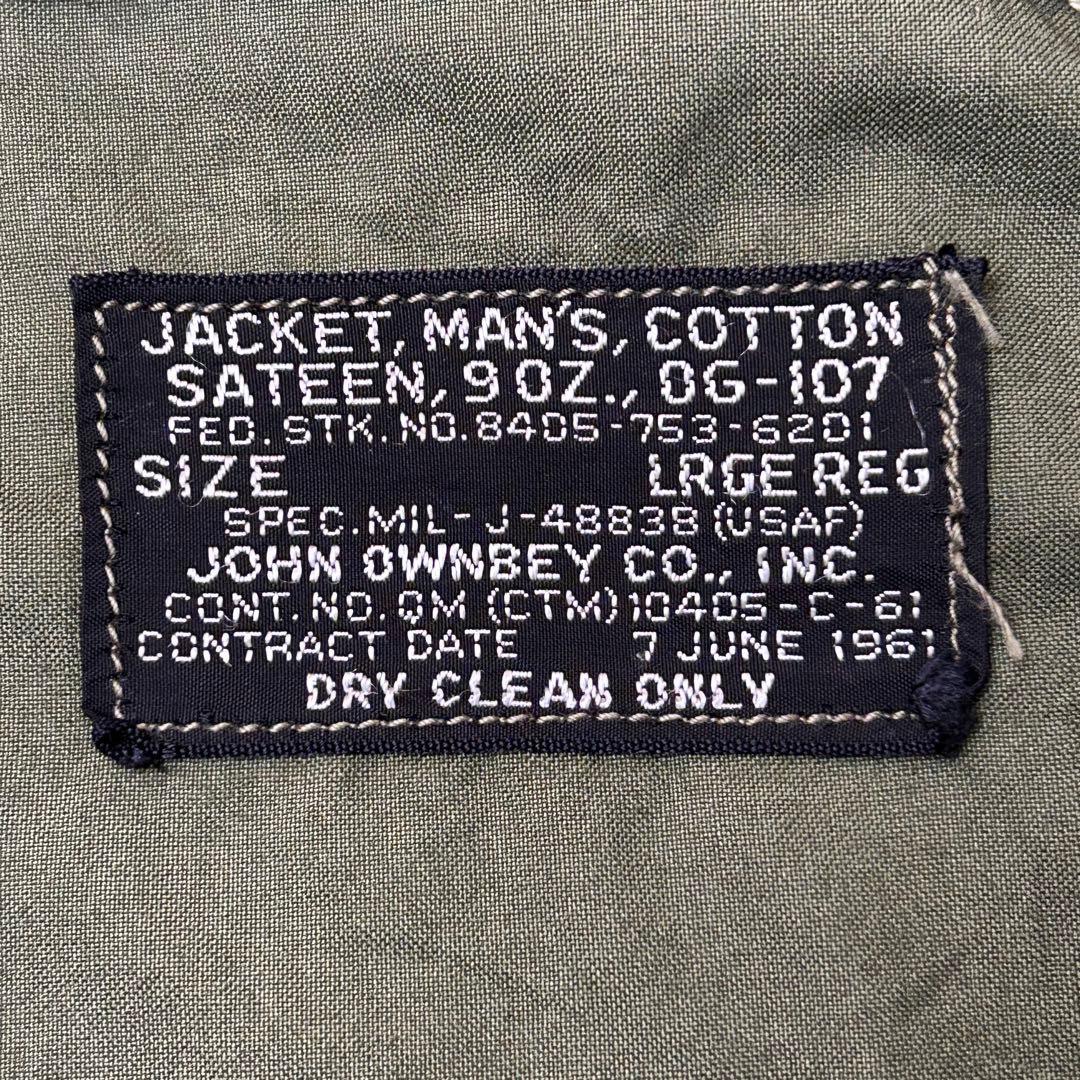 JACKET, MAN'S, COTTON
SATEEN, 9 OZ., OG-107
FED. STK. NO. 8405-753-6201
SIZE LRGE REG
SPEC. MIL-J-4883B (USAF)
JOHN OWNBEY CO., INC.
CONT. NO. QM (CTM) 10405-C-61
CONTRACT DATE 7 JUNE 1961
DRY CLEAN ONLY